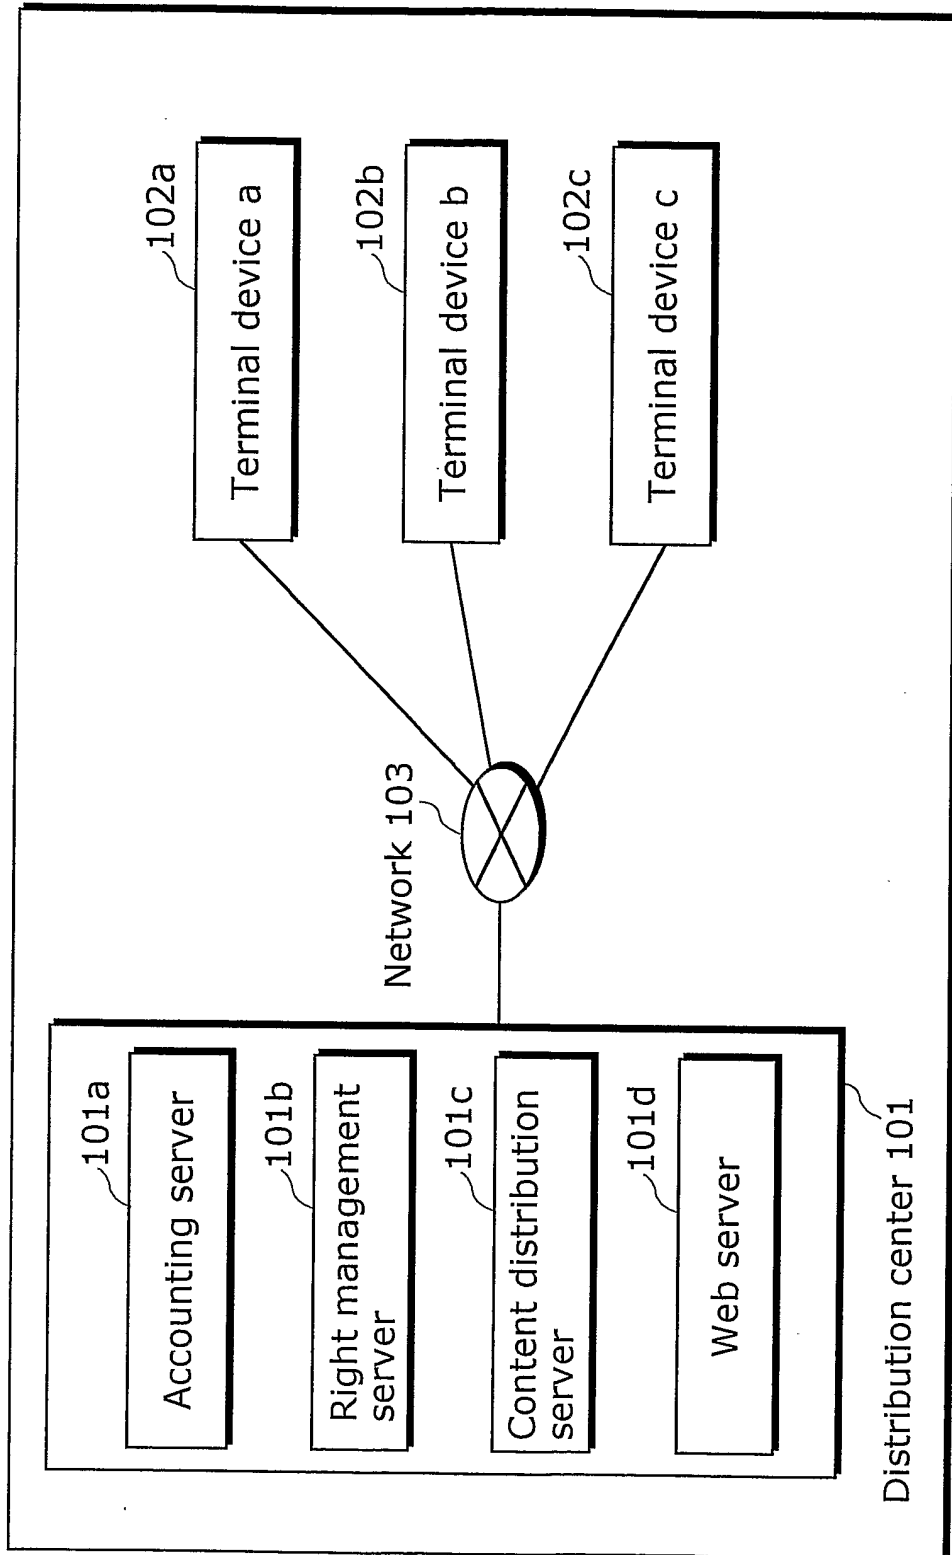 101a
Accounting server
101b
Right management
server
101c
Content distribution
server
101d
Web server
Distribution center 101
Network 103
102a
Terminal device a
102b
Terminal device b
102c
Terminal device c